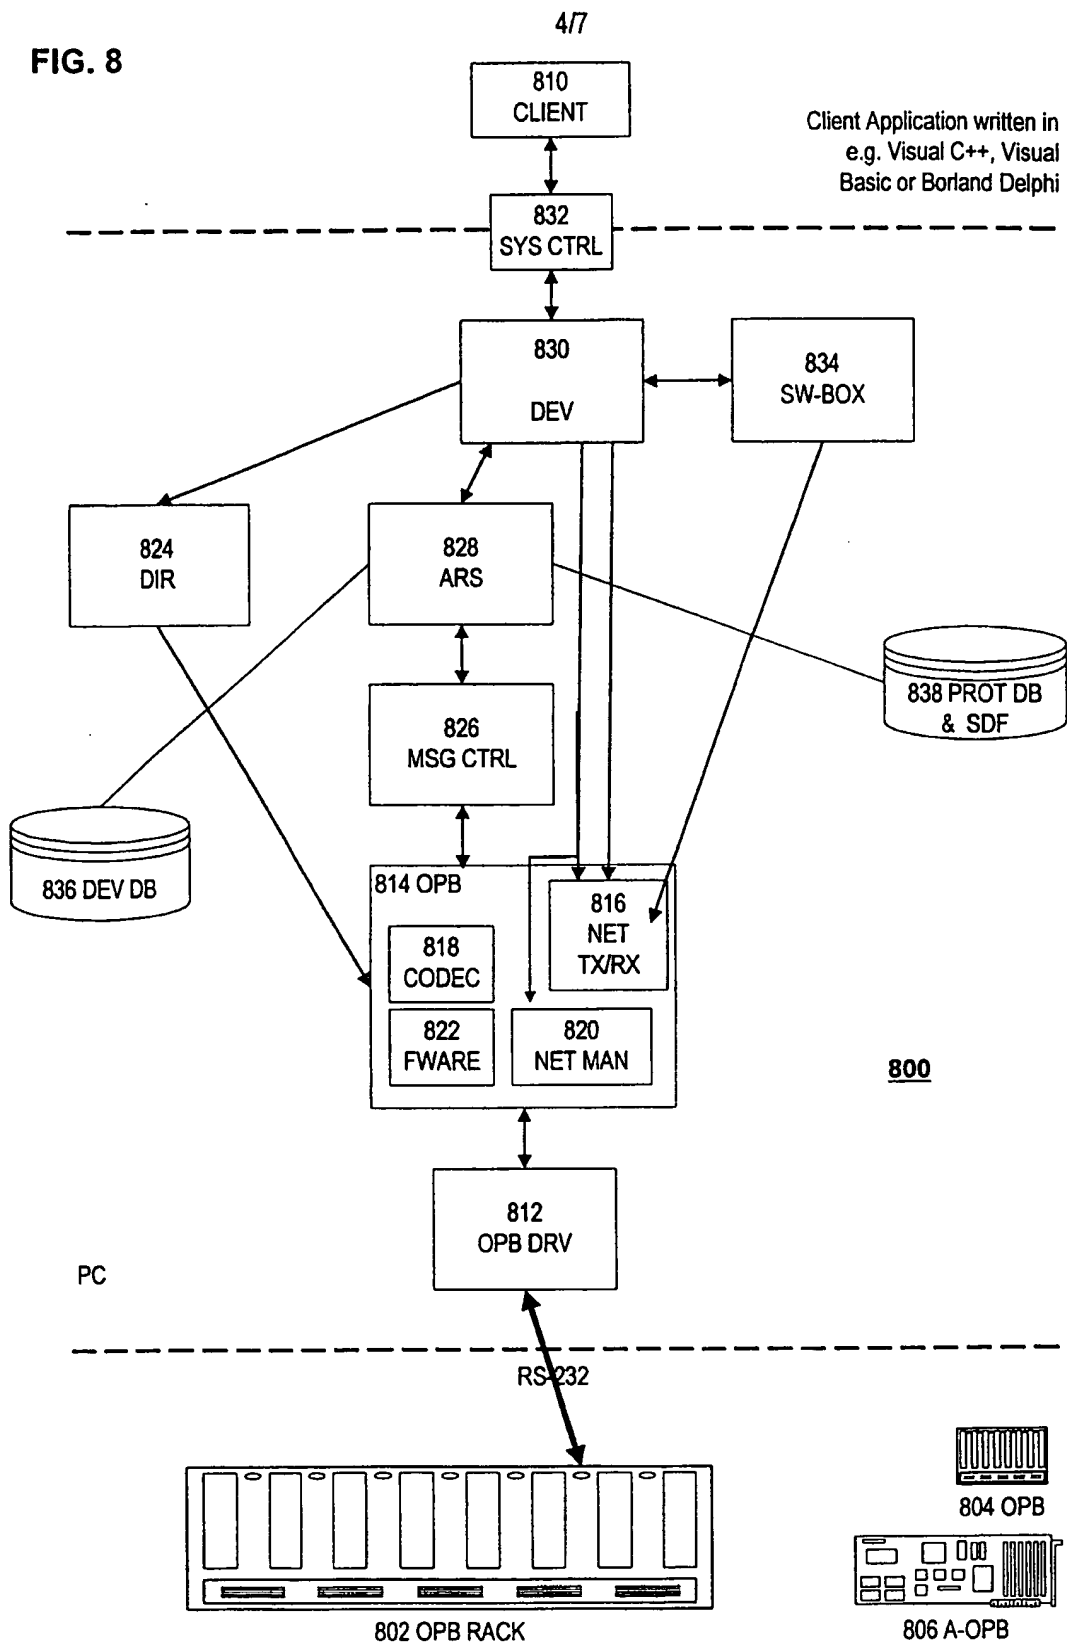 4/7
FIG. 8
810
CLIENT
Client Application written in
e.g. Visual C++, Visual
Basic or Borland Delphi
832
SYS CTRL
830
DEV
834
SW-BOX
824
DIR
828
ARS
838 PROT DB
& SDF
826
MSG CTRL
836 DEV DB
814 OPB
816
NET
TX/RX
818
CODEC
822
FWARE
820
NET MAN
800
812
OPB DRV
PC
RS-232
804 OPB
802 OPB RACK
806 A-OPB